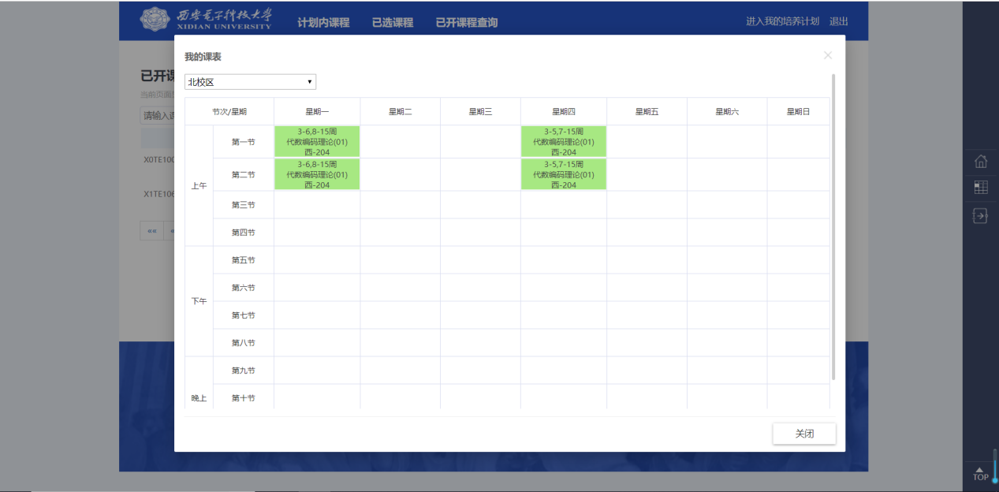 西安电子科技大学
XIDIAN UNIVERSITY
计划内课程 已选课程 已开课程查询
进入我的培养计划 退出
我的课表
×
已开课
当前页面
北校区
请输入
节次/星期 星期一 星期二 星期三 星期四 星期五 星期六 星期日
上午
第一节
3-6,8-15周
代数编码理论(01)
西-204
3-5,7-15周
代数编码理论(01)
西-204
X0TE100
第二节
3-6,8-15周
代数编码理论(01)
西-204
3-5,7-15周
代数编码理论(01)
西-204
X1TE106
第三节
第四节
«« «
下午
第五节
第六节
第七节
第八节
晚上
第九节
第十节
关闭
TOP